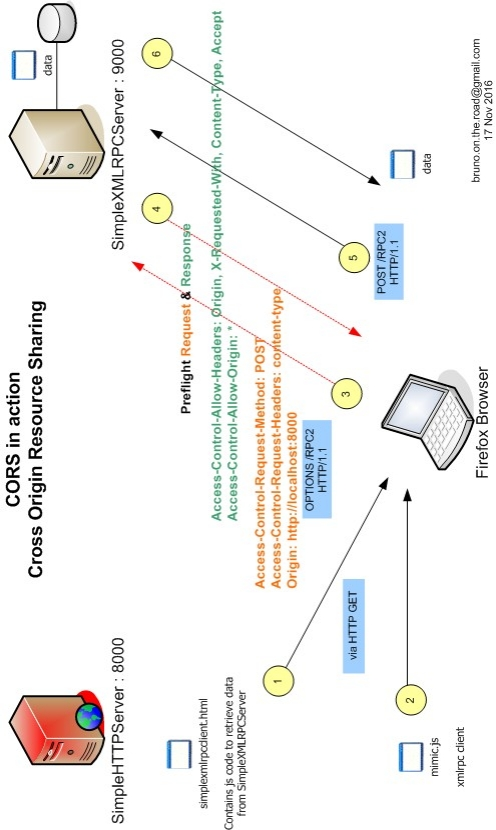 CORS in action
Cross Origin Resource Sharing
SimpleHTTPServer : 8000
SimpleXMLRPCServer : 9000
data
simplexmlrpclient.html
Contains js code to retrieve data
from SimpleXMLRPCServer
Preflight Request & Response
Access-Control-Allow-Headers: Origin, X-Requested-With, Content-Type, Accept
Access-Control-Allow-Origin: *
Access-Control-Request-Method: POST
Access-Control-Request-Headers: content-type
Origin: http://localhost:8000
OPTIONS /RPC2
HTTP/1.1
1
2
3
4
5
6
via HTTP GET
POST /RPC2
HTTP/1.1
data
mimic.js
xmlrpc client
Firefox Browser
bruno.on.the.road@gmail.com
17 Nov 2016